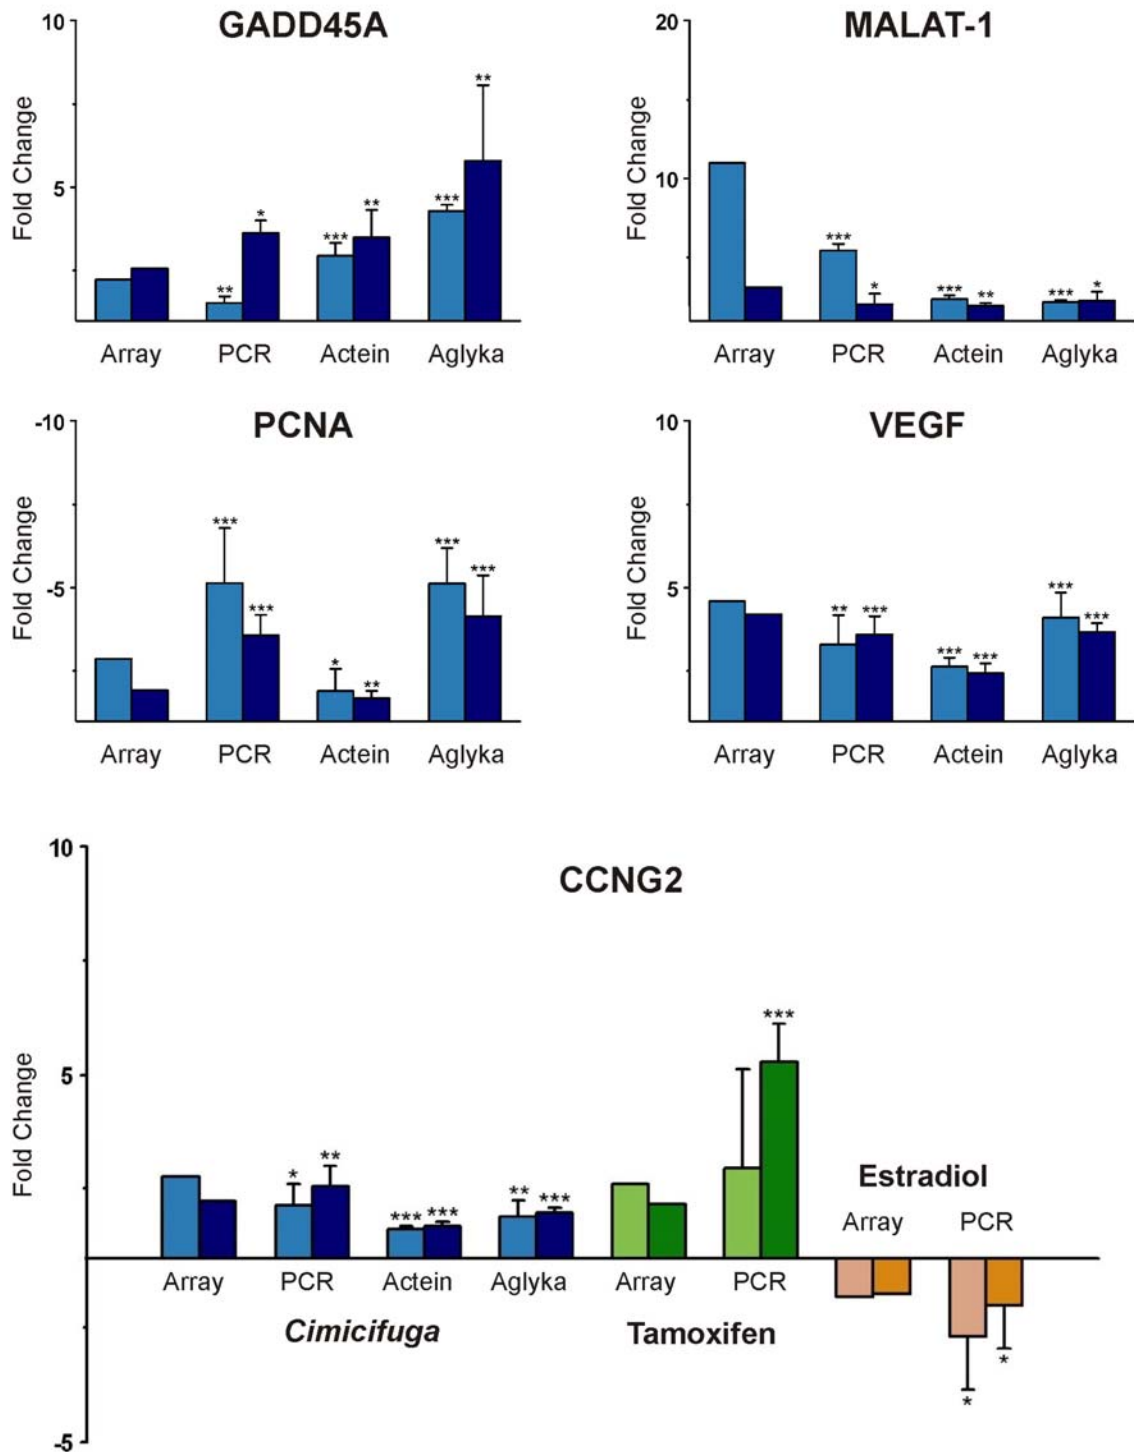 GADD45A
10
5
Fold Change
**
*
***
**
***
**
Array PCR Actein Aglyka
MALAT-1
20
10
Fold Change
***
*
***
**
***
*
Array PCR Actein Aglyka
PCNA
-10
-5
Fold Change
***
***
*
**
***
***
Array PCR Actein Aglyka
VEGF
10
5
Fold Change
**
***
***
***
***
***
Array PCR Actein Aglyka
CCNG2
10
5
-5
Fold Change
*
**
***
***
**
***
***
Estradiol
Array PCR
Array PCR Actein Aglyka Array PCR
Cimicifuga Tamoxifen
*
*